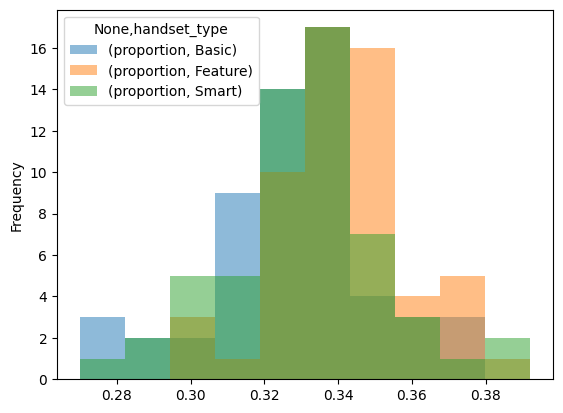 None,handset_type
(proportion, Basic)
(proportion, Feature)
(proportion, Smart)
Frequency
16
14
12
10
8
6
4
2
0
0.28 0.30 0.32 0.34 0.36 0.38